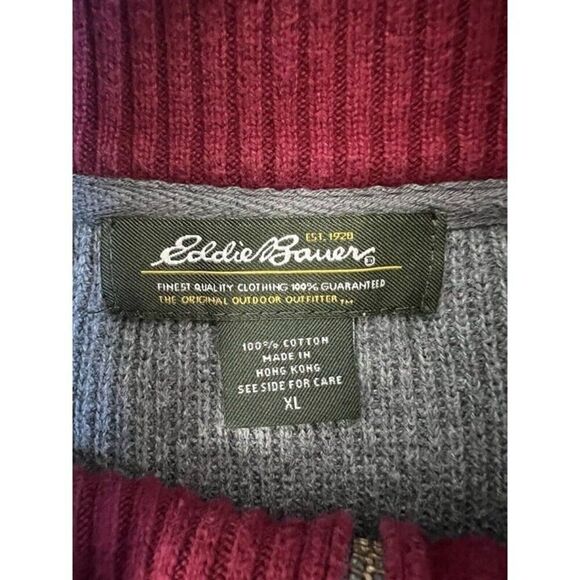 EST. 1920
Eddie Bauer
FINEST QUALITY CLOTHING 100% GUARANTEED
THE ORIGINAL OUTDOOR OUTFITTER™
100% COTTON
MADE IN
HONG KONG
SEE SIDE FOR CARE
XL